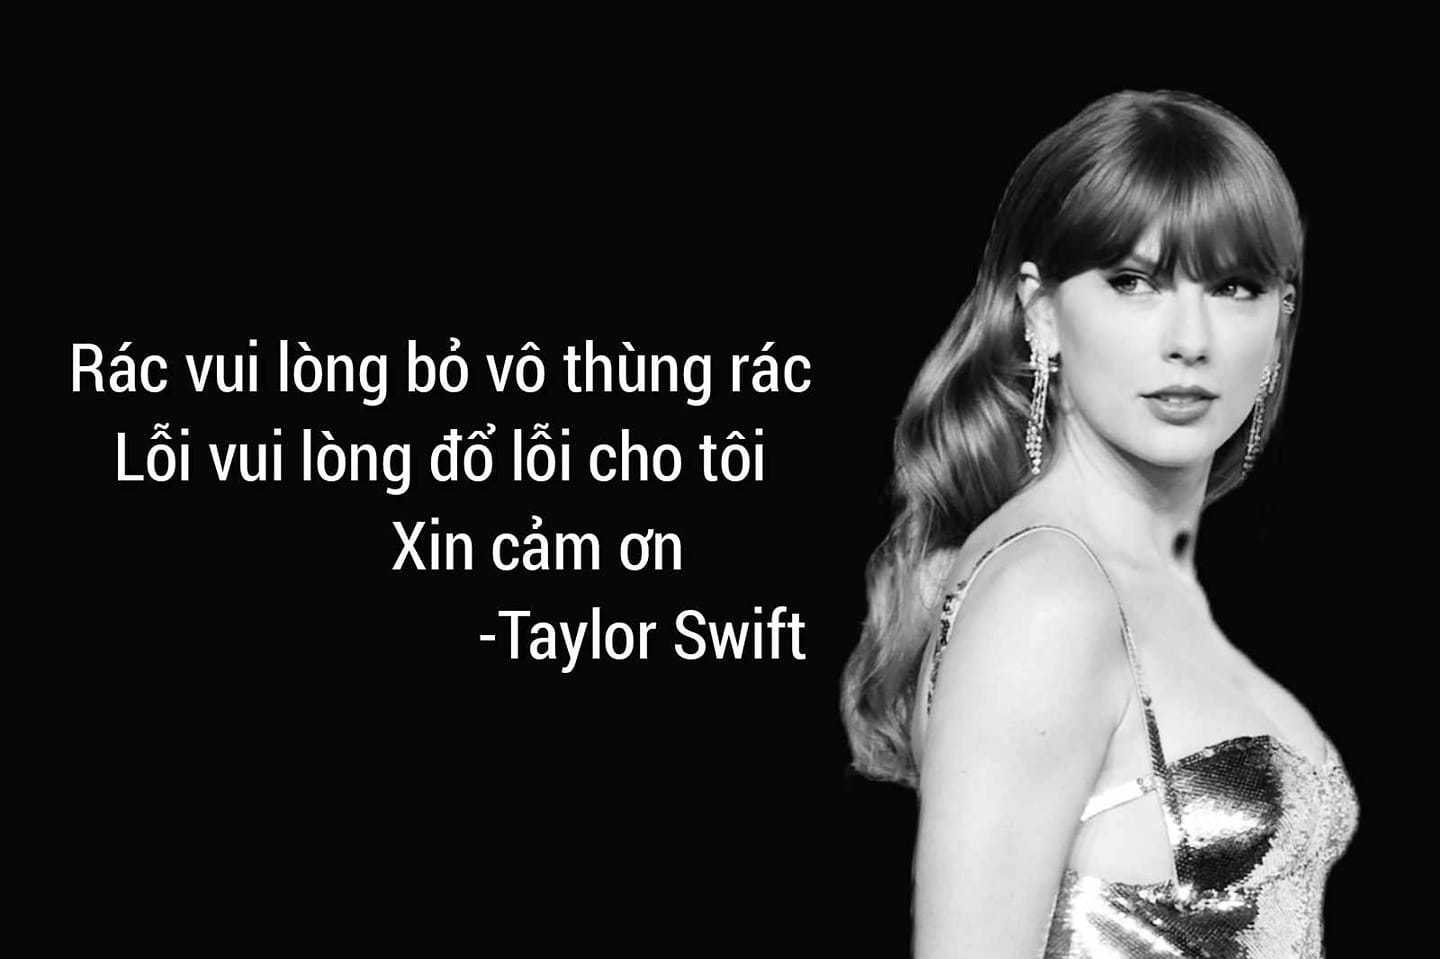 Rác vui lòng bỏ vô thùng rác
Lỗi vui lòng đổ lỗi cho tôi
Xin cảm ơn
-Taylor Swift